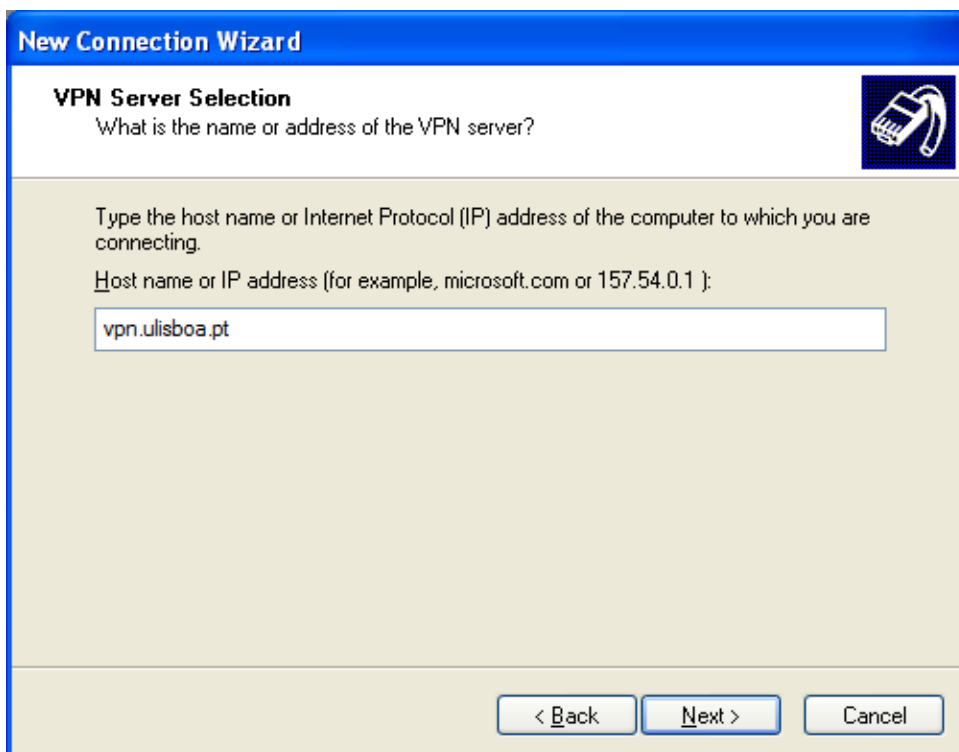 New Connection Wizard
VPN Server Selection
What is the name or address of the VPN server?
Type the host name or Internet Protocol (IP) address of the computer to which you are
connecting.
Host name or IP address (for example, microsoft.com or 157.54.0.1 ):
vpn.ulisboa.pt
< Back
Next >
Cancel